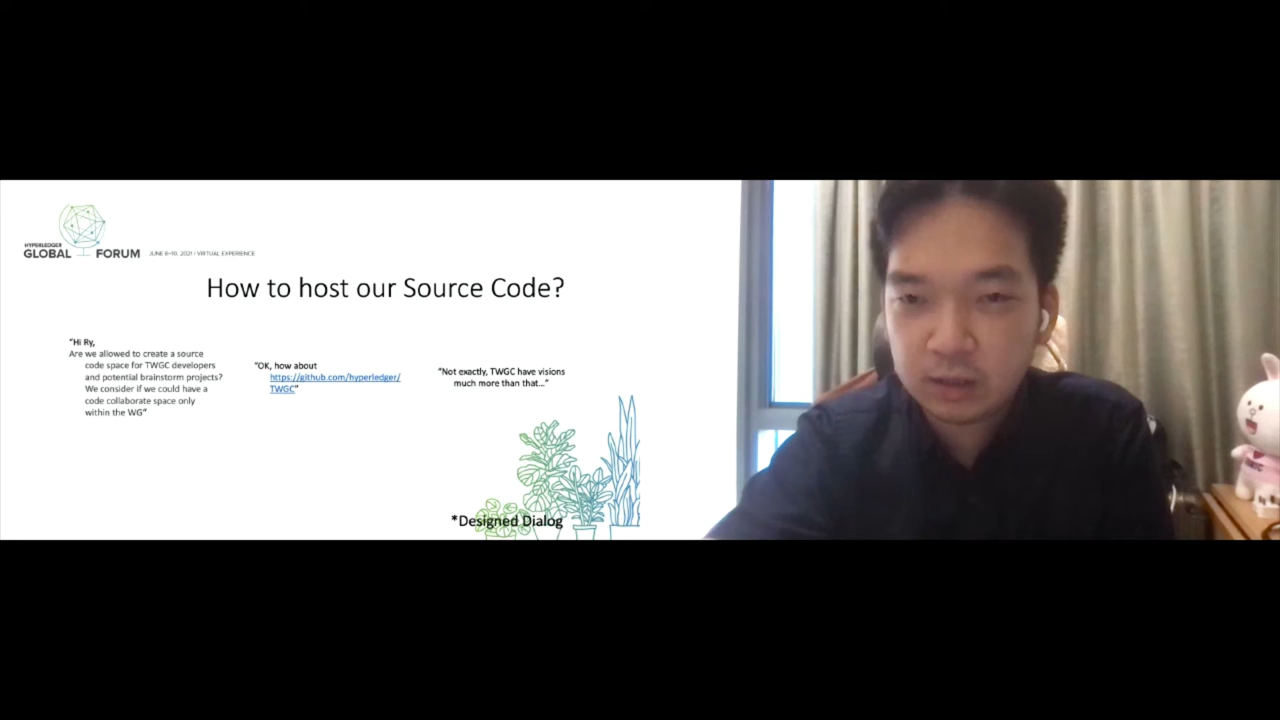 HYPERLEDGER
GLOBAL FORUM JUNE 8–10, 2021 | VIRTUAL EXPERIENCE
How to host our Source Code?
“Hi Ry,
Are we allowed to create a source
code space for TWGC developers
and potential brainstorm projects?
We consider if we could have a
code collaborate space only
within the WG”
“OK, how about
https://github.com/hyperledger/
TWGC”
“Not exactly, TWGC have visions
much more than that…”
*Designed Dialog